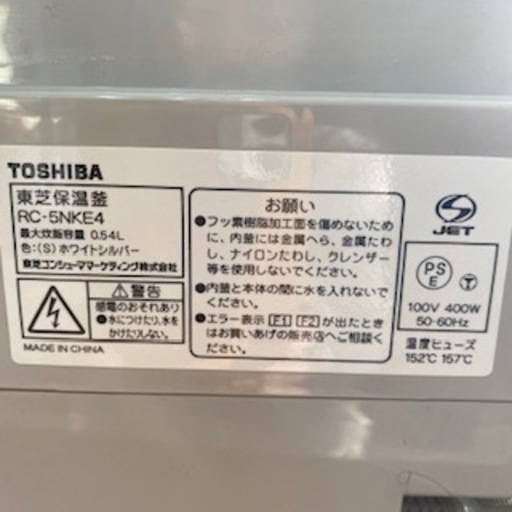 TOSHIBA
東芝保温釜
RC-5NKE4
最大炊飯容量 0.54L
色:(S)ホワイトシルバー
東芝コンシューママーケティング株式会社
⚠警告
感電のおそれあり
●水につけたり、水を
かけたりしない。
MADE IN CHINA
お願い
●フッ素樹脂加工面を傷めないため
に、内釜には金属へら、金属たわ
し、ナイロンたわし、クレンザー
等を使用しないでください。
●内釜と本体の間に水を入れないで
ください。
●エラー表示 F1 F2 が出たとき
はお買いあげの販売店へご相談く
ださい。
JET
PS
E
T
100V 400W
50-60Hz
温度ヒューズ
152℃ 157℃